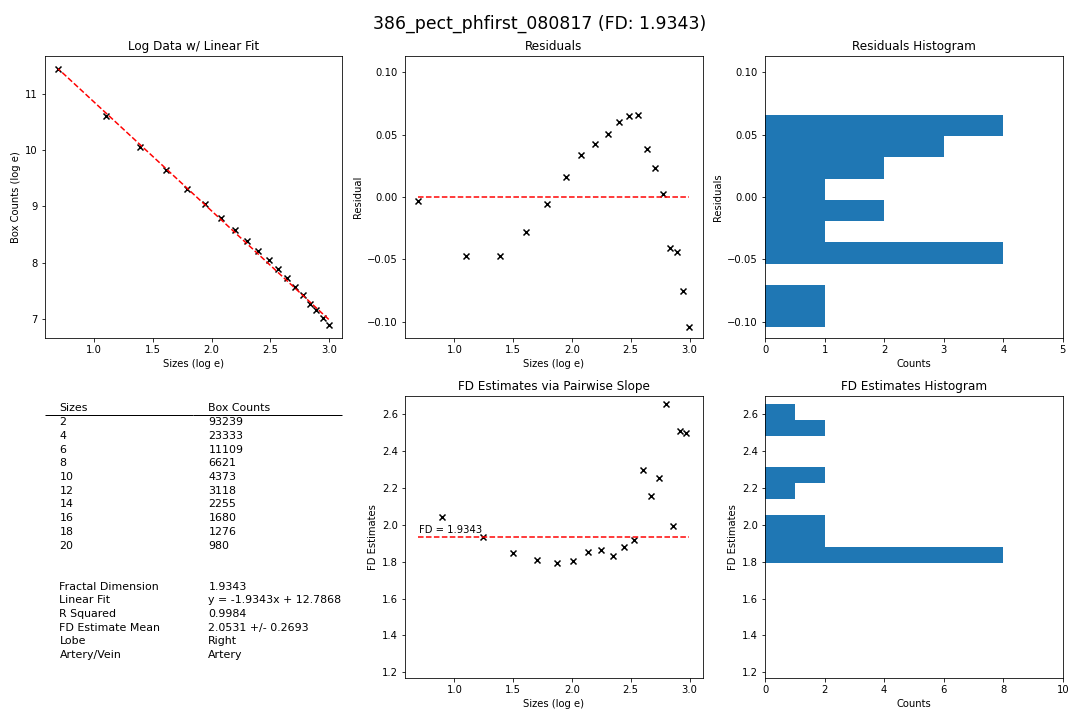 386_pect_phfirst_080817 (FD: 1.9343)
Log Data w/ Linear Fit
11
10
9
8
7
Box Counts (log e)
1.0 1.5 2.0 2.5 3.0
Sizes (log e)
Residuals
0.10
0.05
0.00
−0.05
−0.10
Residual
1.0 1.5 2.0 2.5 3.0
Sizes (log e)
Residuals Histogram
0.10
0.05
0.00
−0.05
−0.10
Residuals
0 1 2 3 4 5
Counts
Sizes Box Counts
2 93239
4 23333
6 11109
8 6621
10 4373
12 3118
14 2255
16 1680
18 1276
20 980
Fractal Dimension 1.9343
Linear Fit y = -1.9343x + 12.7868
R Squared 0.9984
FD Estimate Mean 2.0531 +/- 0.2693
Lobe Right
Artery/Vein Artery
FD Estimates via Pairwise Slope
2.6
2.4
2.2
2.0
1.8
1.6
1.4
1.2
FD Estimates
FD = 1.9343
1.0 1.5 2.0 2.5 3.0
Sizes (log e)
FD Estimates Histogram
2.6
2.4
2.2
2.0
1.8
1.6
1.4
1.2
FD Estimates
0 2 4 6 8 10
Counts